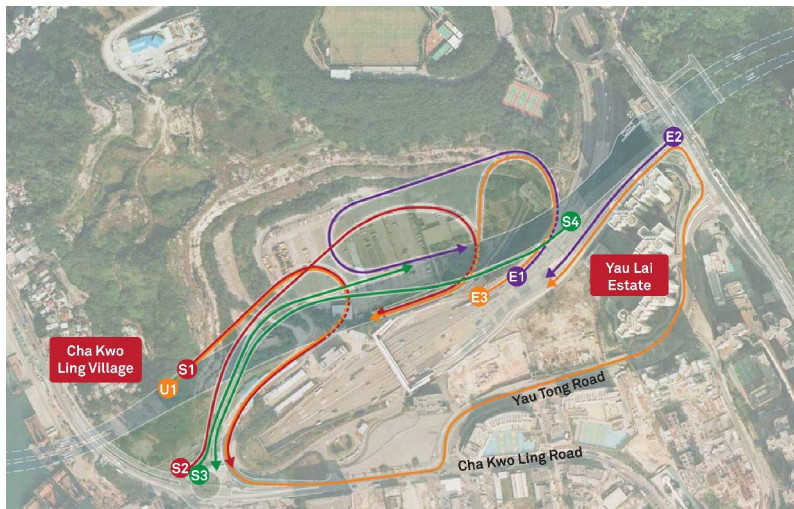 E2
S4
E1
E3
Yau Lai
Estate
Cha Kwo
Ling Village
S1
U1
Yau Tong Road
Cha Kwo Ling Road
S2
S3